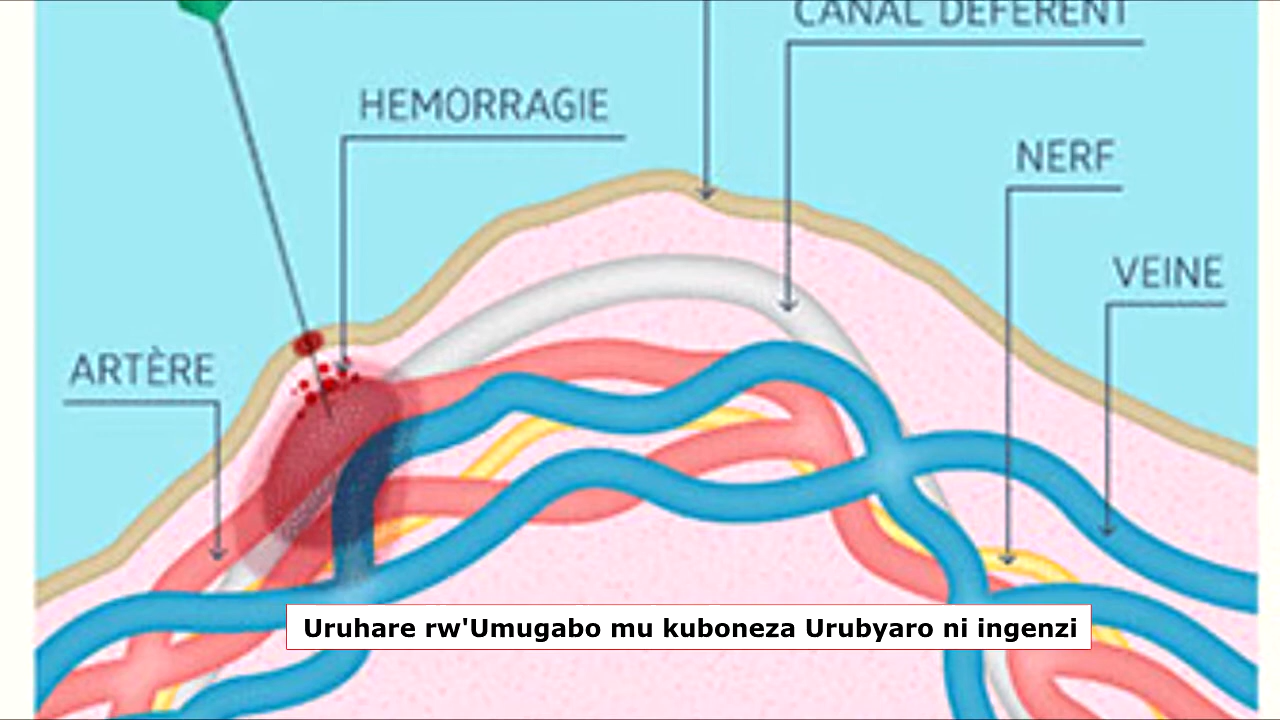 CANAL DEFERENT
HEMORRAGIE
NERF
VEINE
ARTÈRE
Uruhare rw'Umugabo mu kuboneza Urubyaro ni ingenzi